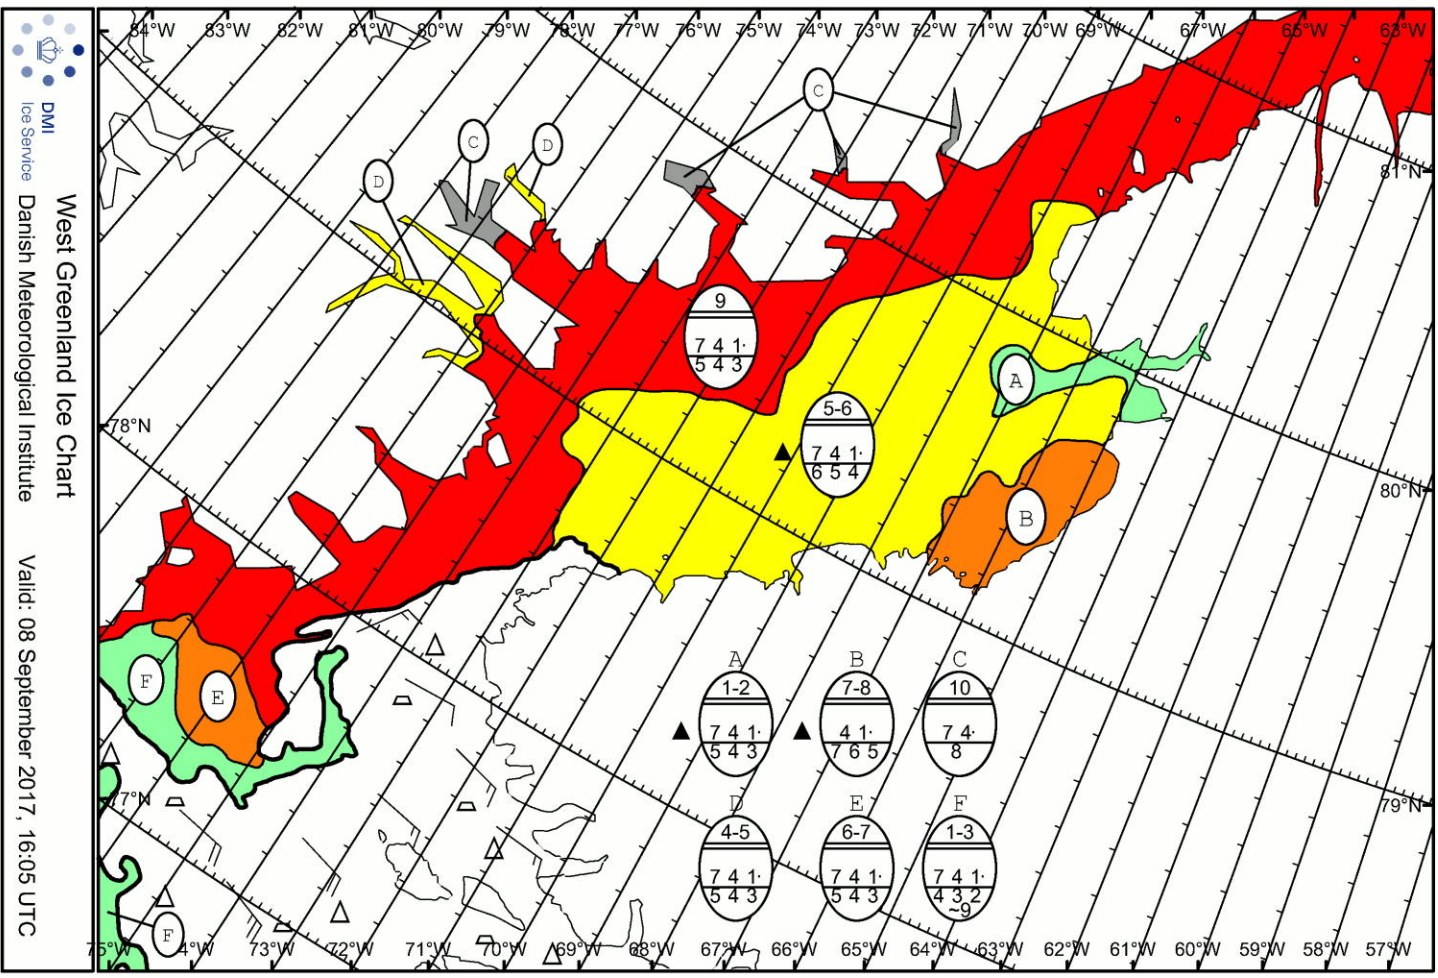 DMI
Ice Service
West Greenland Ice Chart
Danish Meteorological Institute
Valid: 08 September 2017, 16:05 UTC
84°W 83°W 82°W 81°W 80°W 79°W 78°W 77°W 76°W 75°W 74°W 73°W 72°W 71°W 70°W 69°W 67°W 65°W 63°W
C
C
D
D
81°N
9
7 4 1·
5 4 3
A
5-6
7 4 1·
6 5 4
78°N
80°N
B
F
E
A
1-2
7 4 1·
5 4 3
B
7-8
4 1·
7 6 5
C
10
7 4·
8
77°N
79°N
D
4-5
7 4 1·
5 4 3
E
6-7
7 4 1·
5 4 3
F
1-3
7 4 1·
4 3 2
~9
F
75°W 74°W 73°W 72°W 71°W 70°W 69°W 68°W 67°W 66°W 65°W 64°W 63°W 62°W 61°W 60°W 59°W 58°W 57°W